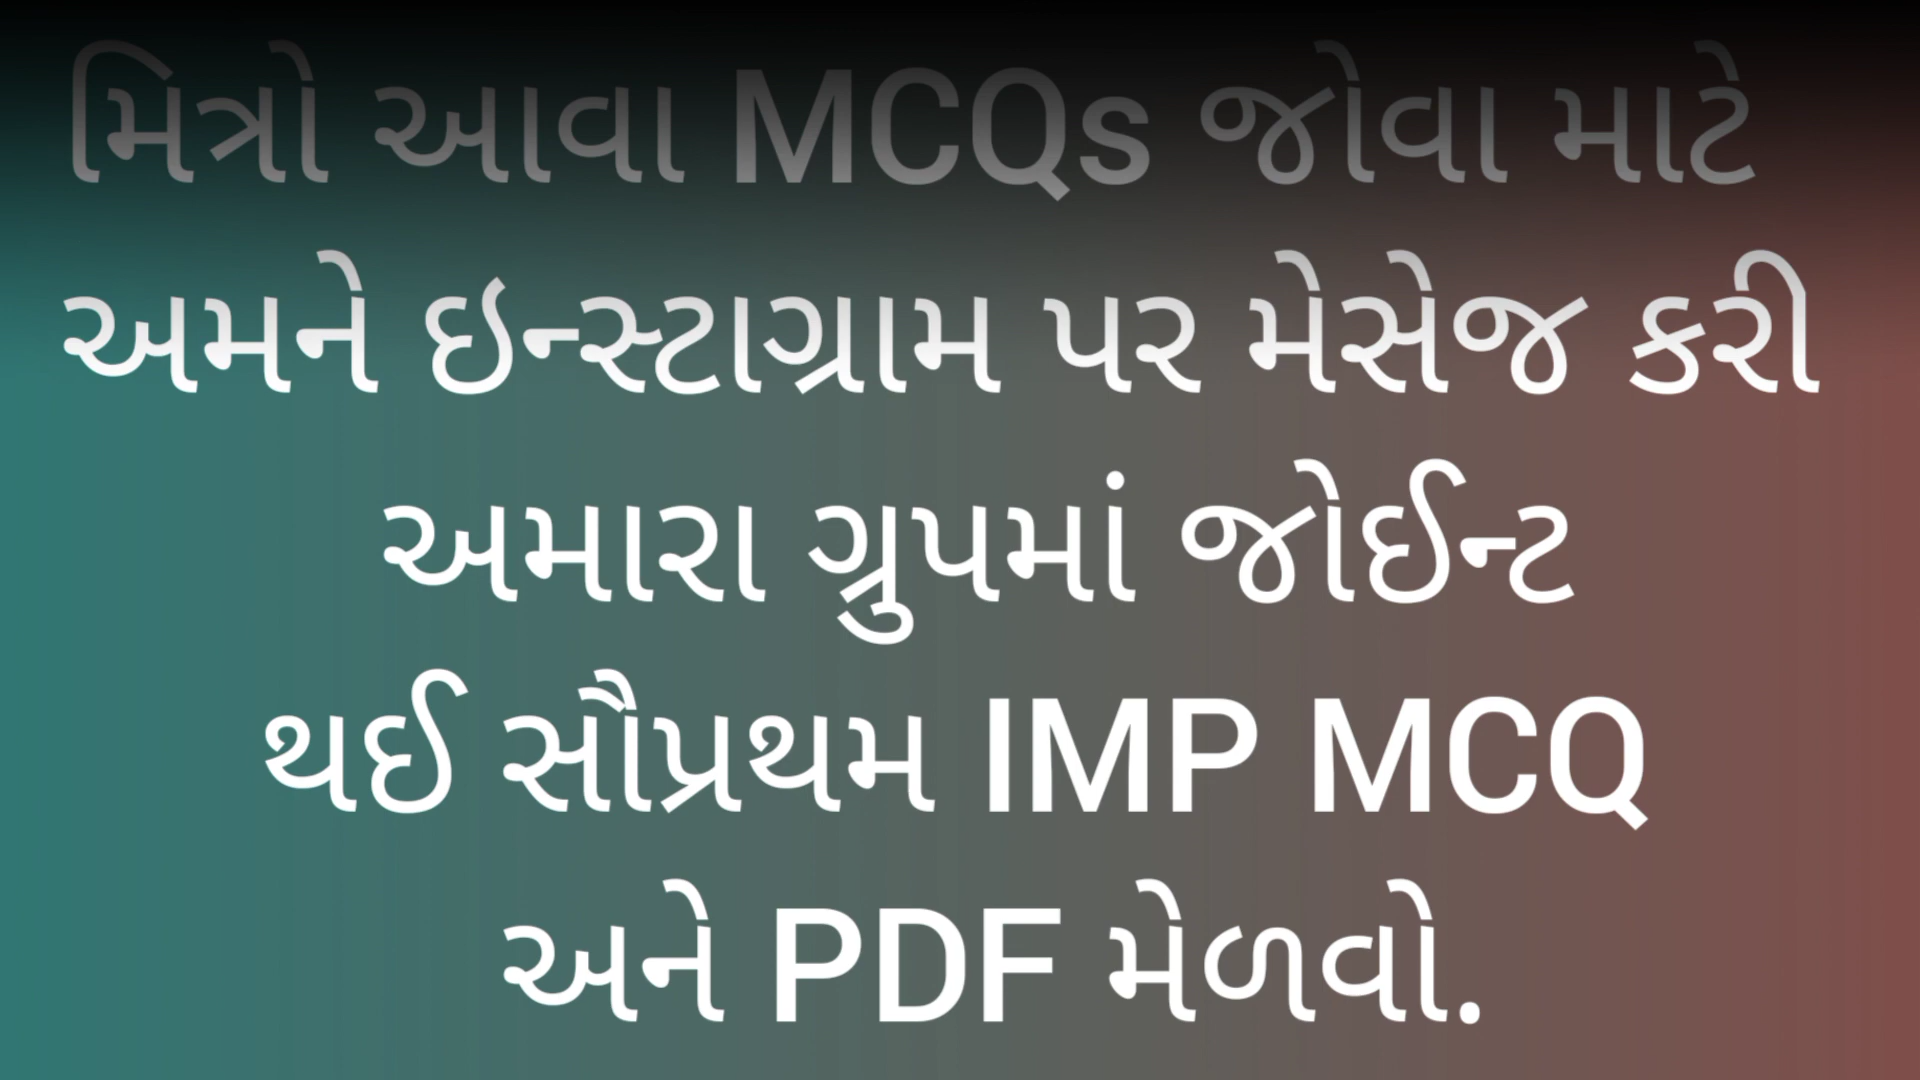 મિત્રો આવા MCQs જોવા માટે
અમને ઇન્સ્ટાગ્રામ પર મેસેજ કરી
અમારા ગ્રુપમાં જોઈન્ટ
થઈ સૌપ્રથમ IMP MCQ
અને PDF મેળવો.